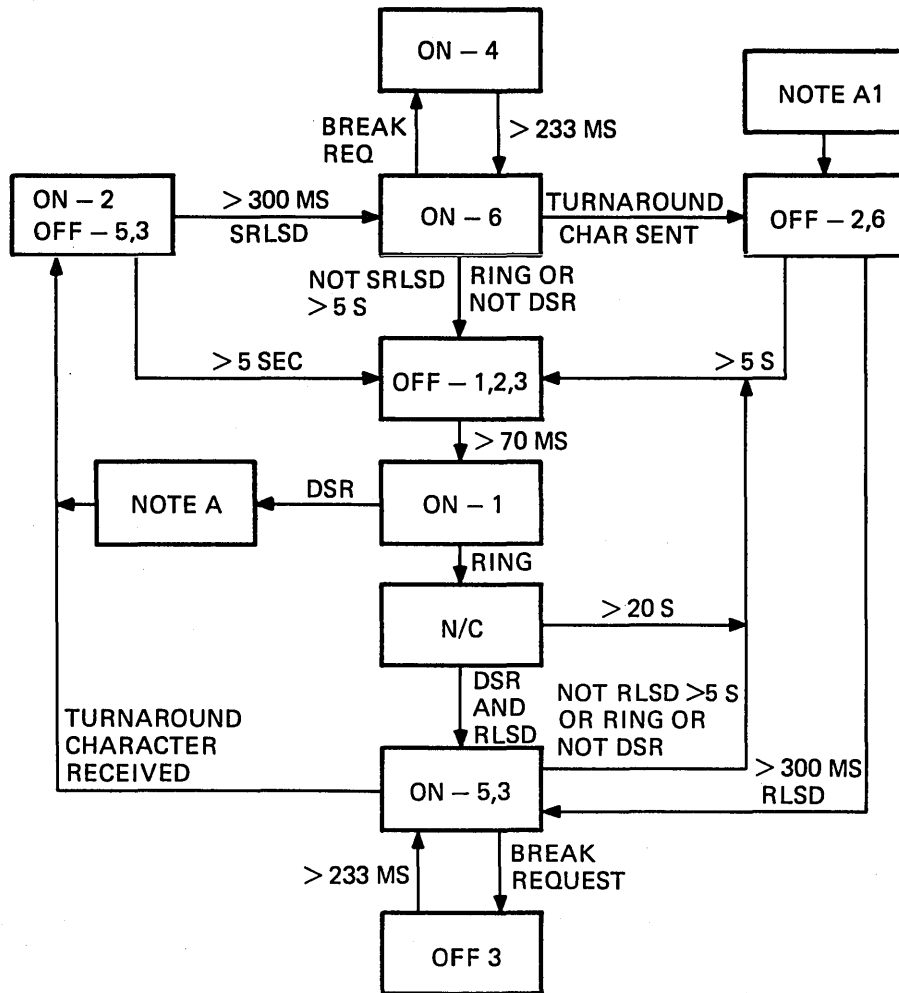 ON – 4
NOTE A1
BREAK
REQ
> 233 MS
ON – 2
OFF – 5,3
> 300 MS
SRLSD
ON – 6
TURNAROUND
CHAR SENT
OFF – 2,6
NOT SRLSD
> 5 S
RING OR
NOT DSR
> 5 SEC
OFF – 1,2,3
> 5 S
> 70 MS
NOTE A
DSR
ON – 1
RING
N/C
> 20 S
DSR
AND
RLSD
NOT RLSD >5 S
OR RING OR
NOT DSR
TURNAROUND
CHARACTER
RECEIVED
ON – 5,3
> 300 MS
RLSD
> 233 MS
BREAK
REQUEST
OFF 3